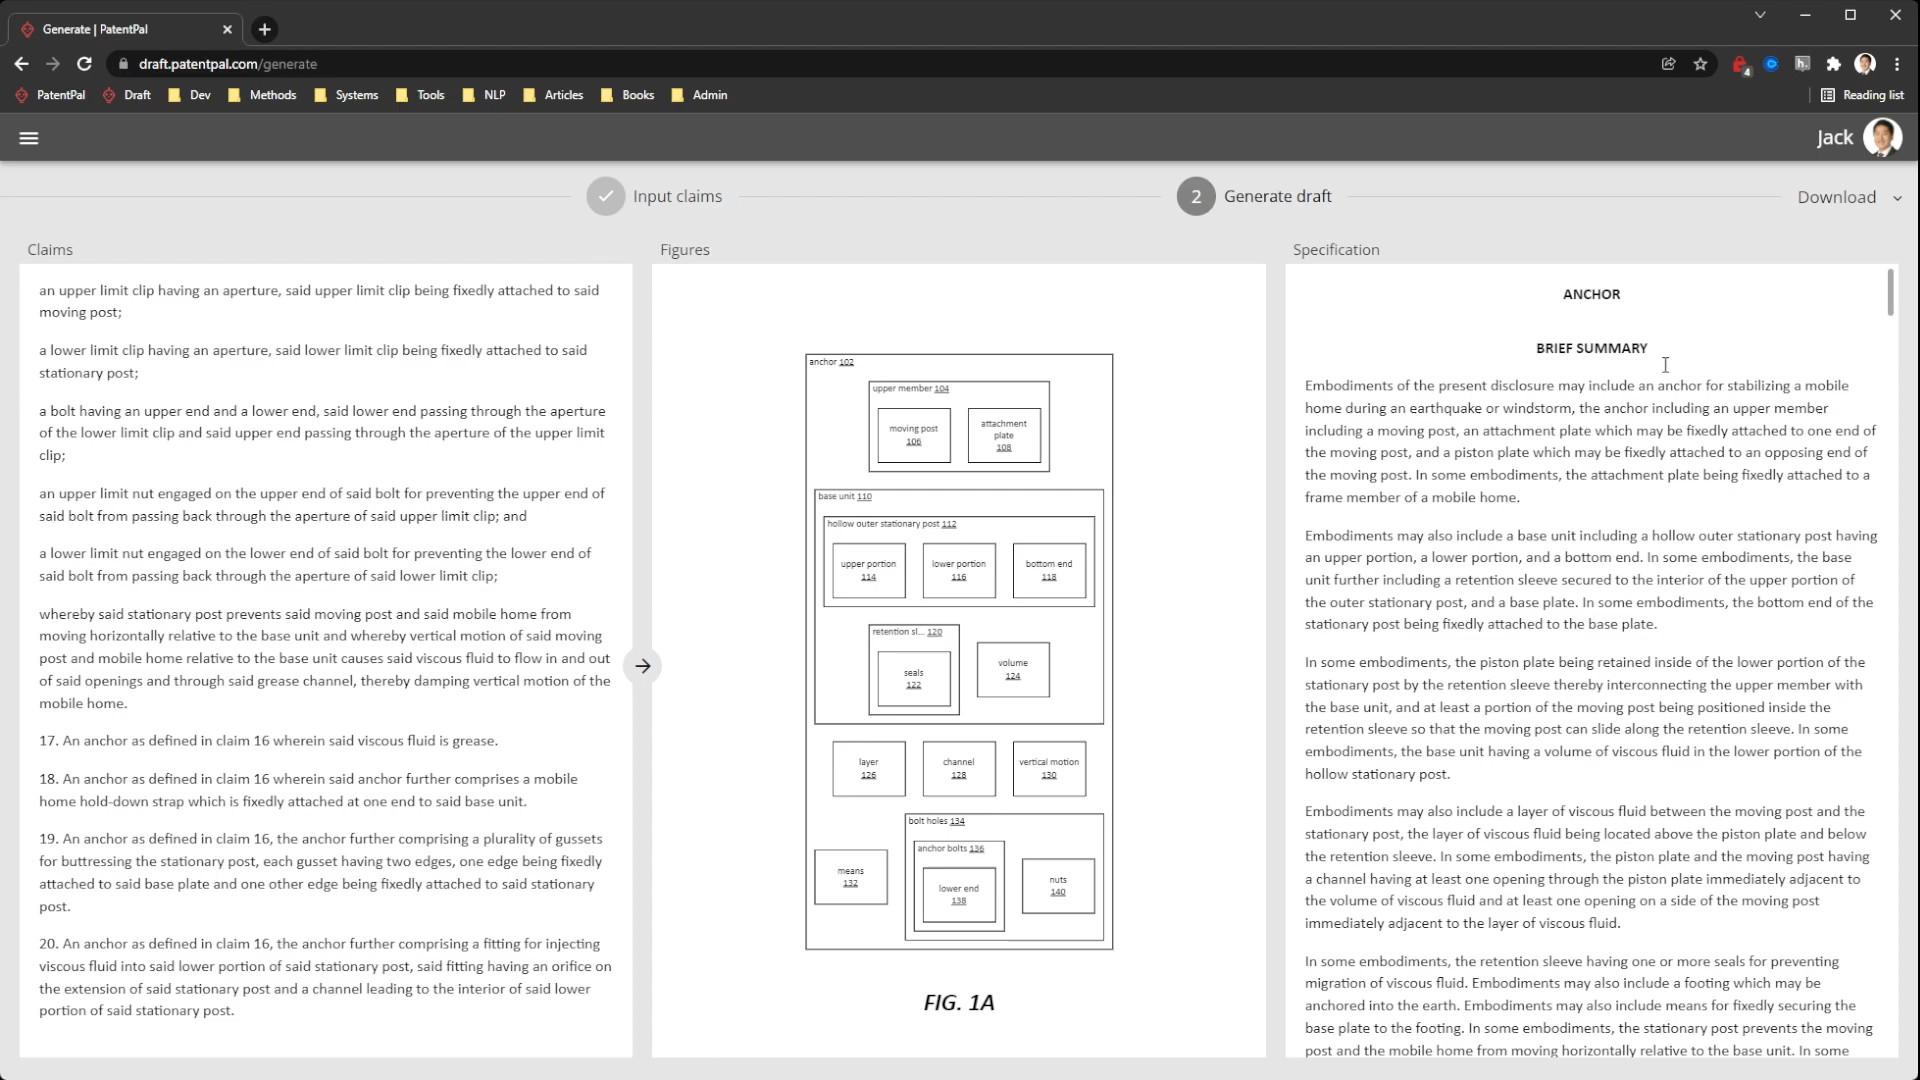 Generate | PatentPal
draft.patentpal.com/generate
4
h.
PatentPal Draft Dev Methods Systems Tools NLP Articles Books Admin
Reading list
Jack
Input claims
2 Generate draft
Download
Claims
an upper limit clip having an aperture, said upper limit clip being fixedly attached to said
moving post;
a lower limit clip having an aperture, said lower limit clip being fixedly attached to said
stationary post;
a bolt having an upper end and a lower end, said lower end passing through the aperture
of the lower limit clip and said upper end passing through the aperture of the upper limit
clip;
an upper limit nut engaged on the upper end of said bolt for preventing the upper end of
said bolt from passing back through the aperture of said upper limit clip; and
a lower limit nut engaged on the lower end of said bolt for preventing the lower end of
said bolt from passing back through the aperture of said lower limit clip;
whereby said stationary post prevents said moving post and said mobile home from
moving horizontally relative to the base unit and whereby vertical motion of said moving
post and mobile home relative to the base unit causes said viscous fluid to flow in and out
of said openings and through said grease channel, thereby damping vertical motion of the
mobile home.
17. An anchor as defined in claim 16 wherein said viscous fluid is grease.
18. An anchor as defined in claim 16 wherein said anchor further comprises a mobile
home hold-down strap which is fixedly attached at one end to said base unit.
19. An anchor as defined in claim 16, the anchor further comprising a plurality of gussets
for buttressing the stationary post, each gusset having two edges, one edge being fixedly
attached to said base plate and one other edge being fixedly attached to said stationary
post.
20. An anchor as defined in claim 16, the anchor further comprising a fitting for injecting
viscous fluid into said lower portion of said stationary post, said fitting having an orifice on
the extension of said stationary post and a channel leading to the interior of said lower
portion of said stationary post.
Figures
anchor 102
upper member 104
moving post
106
attachment
plate
108
base unit 110
hollow outer stationary post 112
upper portion
114
lower portion
116
bottom end
118
retention sl... 120
seals
122
volume
124
layer
126
channel
128
vertical motion
130
means
132
bolt holes 134
anchor bolts 136
lower end
138
nuts
140
FIG. 1A
Specification
ANCHOR
BRIEF SUMMARY
Embodiments of the present disclosure may include an anchor for stabilizing a mobile
home during an earthquake or windstorm, the anchor including an upper member
including a moving post, an attachment plate which may be fixedly attached to one end of
the moving post, and a piston plate which may be fixedly attached to an opposing end of
the moving post. In some embodiments, the attachment plate being fixedly attached to a
frame member of a mobile home.
Embodiments may also include a base unit including a hollow outer stationary post having
an upper portion, a lower portion, and a bottom end. In some embodiments, the base
unit further including a retention sleeve secured to the interior of the upper portion of
the outer stationary post, and a base plate. In some embodiments, the bottom end of the
stationary post being fixedly attached to the base plate.
In some embodiments, the piston plate being retained inside of the lower portion of the
stationary post by the retention sleeve thereby interconnecting the upper member with
the base unit, and at least a portion of the moving post being positioned inside the
retention sleeve so that the moving post can slide along the retention sleeve. In some
embodiments, the base unit having a volume of viscous fluid in the lower portion of the
hollow stationary post.
Embodiments may also include a layer of viscous fluid between the moving post and the
stationary post, the layer of viscous fluid being located above the piston plate and below
the retention sleeve. In some embodiments, the piston plate and the moving post having
a channel having at least one opening through the piston plate immediately adjacent to
the volume of viscous fluid and at least one opening on a side of the moving post
immediately adjacent to the layer of viscous fluid.
In some embodiments, the retention sleeve having one or more seals for preventing
migration of viscous fluid. Embodiments may also include a footing which may be
anchored into the earth. Embodiments may also include means for fixedly securing the
base plate to the footing. In some embodiments, the stationary post prevents the moving
post and the mobile home from moving horizontally relative to the base unit. In some